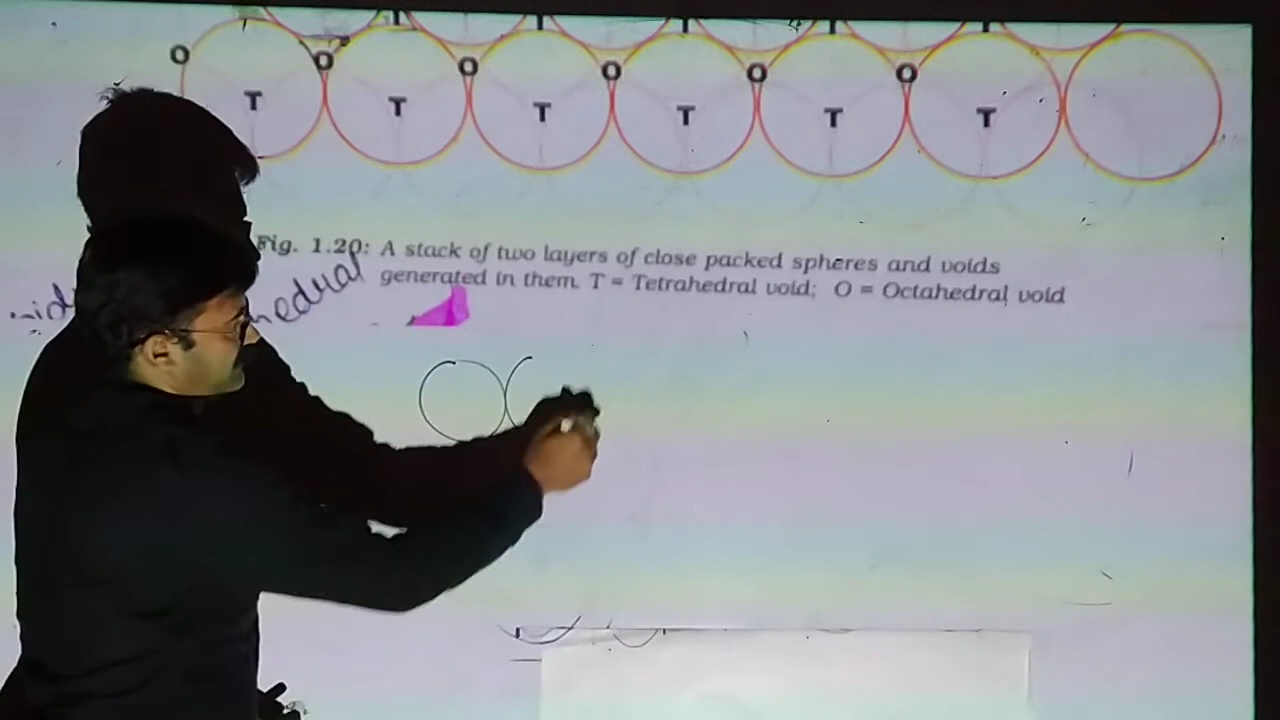 T T T T T
O O O O O O
T T T T T T
Fig. 1.20: A stack of two layers of close packed spheres and voids
generated in them. T = Tetrahedral void; O = Octahedral void
hedral